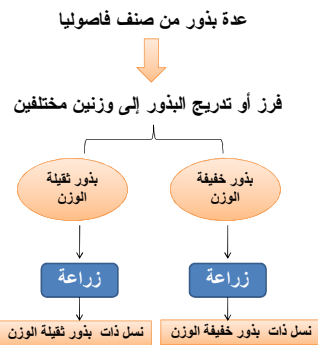 عدة بذور من صنف فاصوليا
فرز أو تدريج البذور إلى وزنين مختلفين
بذور خفيفة
الوزن
بذور ثقيلة
الوزن
زراعة
زراعة
نسل ذات بذور خفيفة الوزن
نسل ذات بذور ثقيلة الوزن